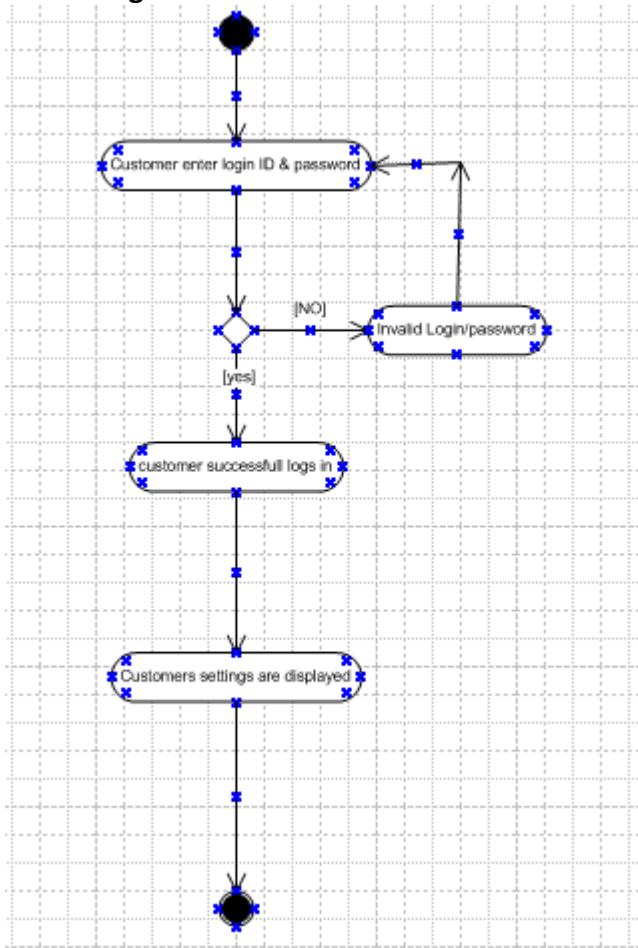 Customer enter login ID & password
[NO]
Invalid Login/password
[yes]
customer successfull logs in
Customers settings are displayed